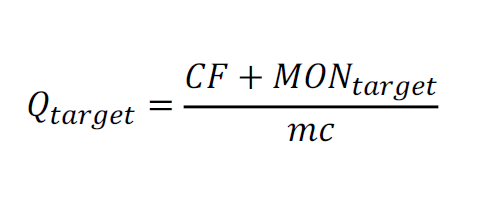 Q_target = (CF + MON_target) / mc